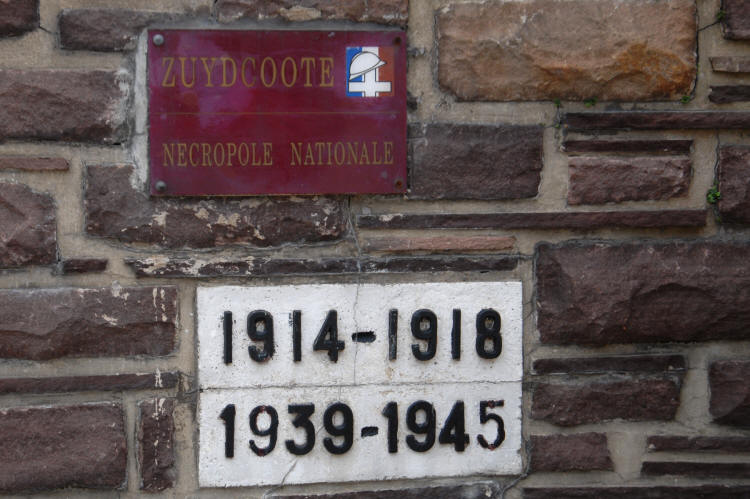 ZUYDCOOTE
NECROPOLE NATIONALE
1914-1918
1939-1945